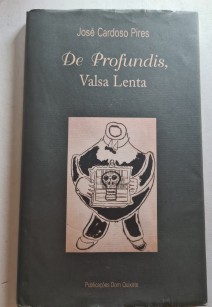 José Cardoso Pires
De Profundis,
Valsa Lenta
Publicações Dom Quixote